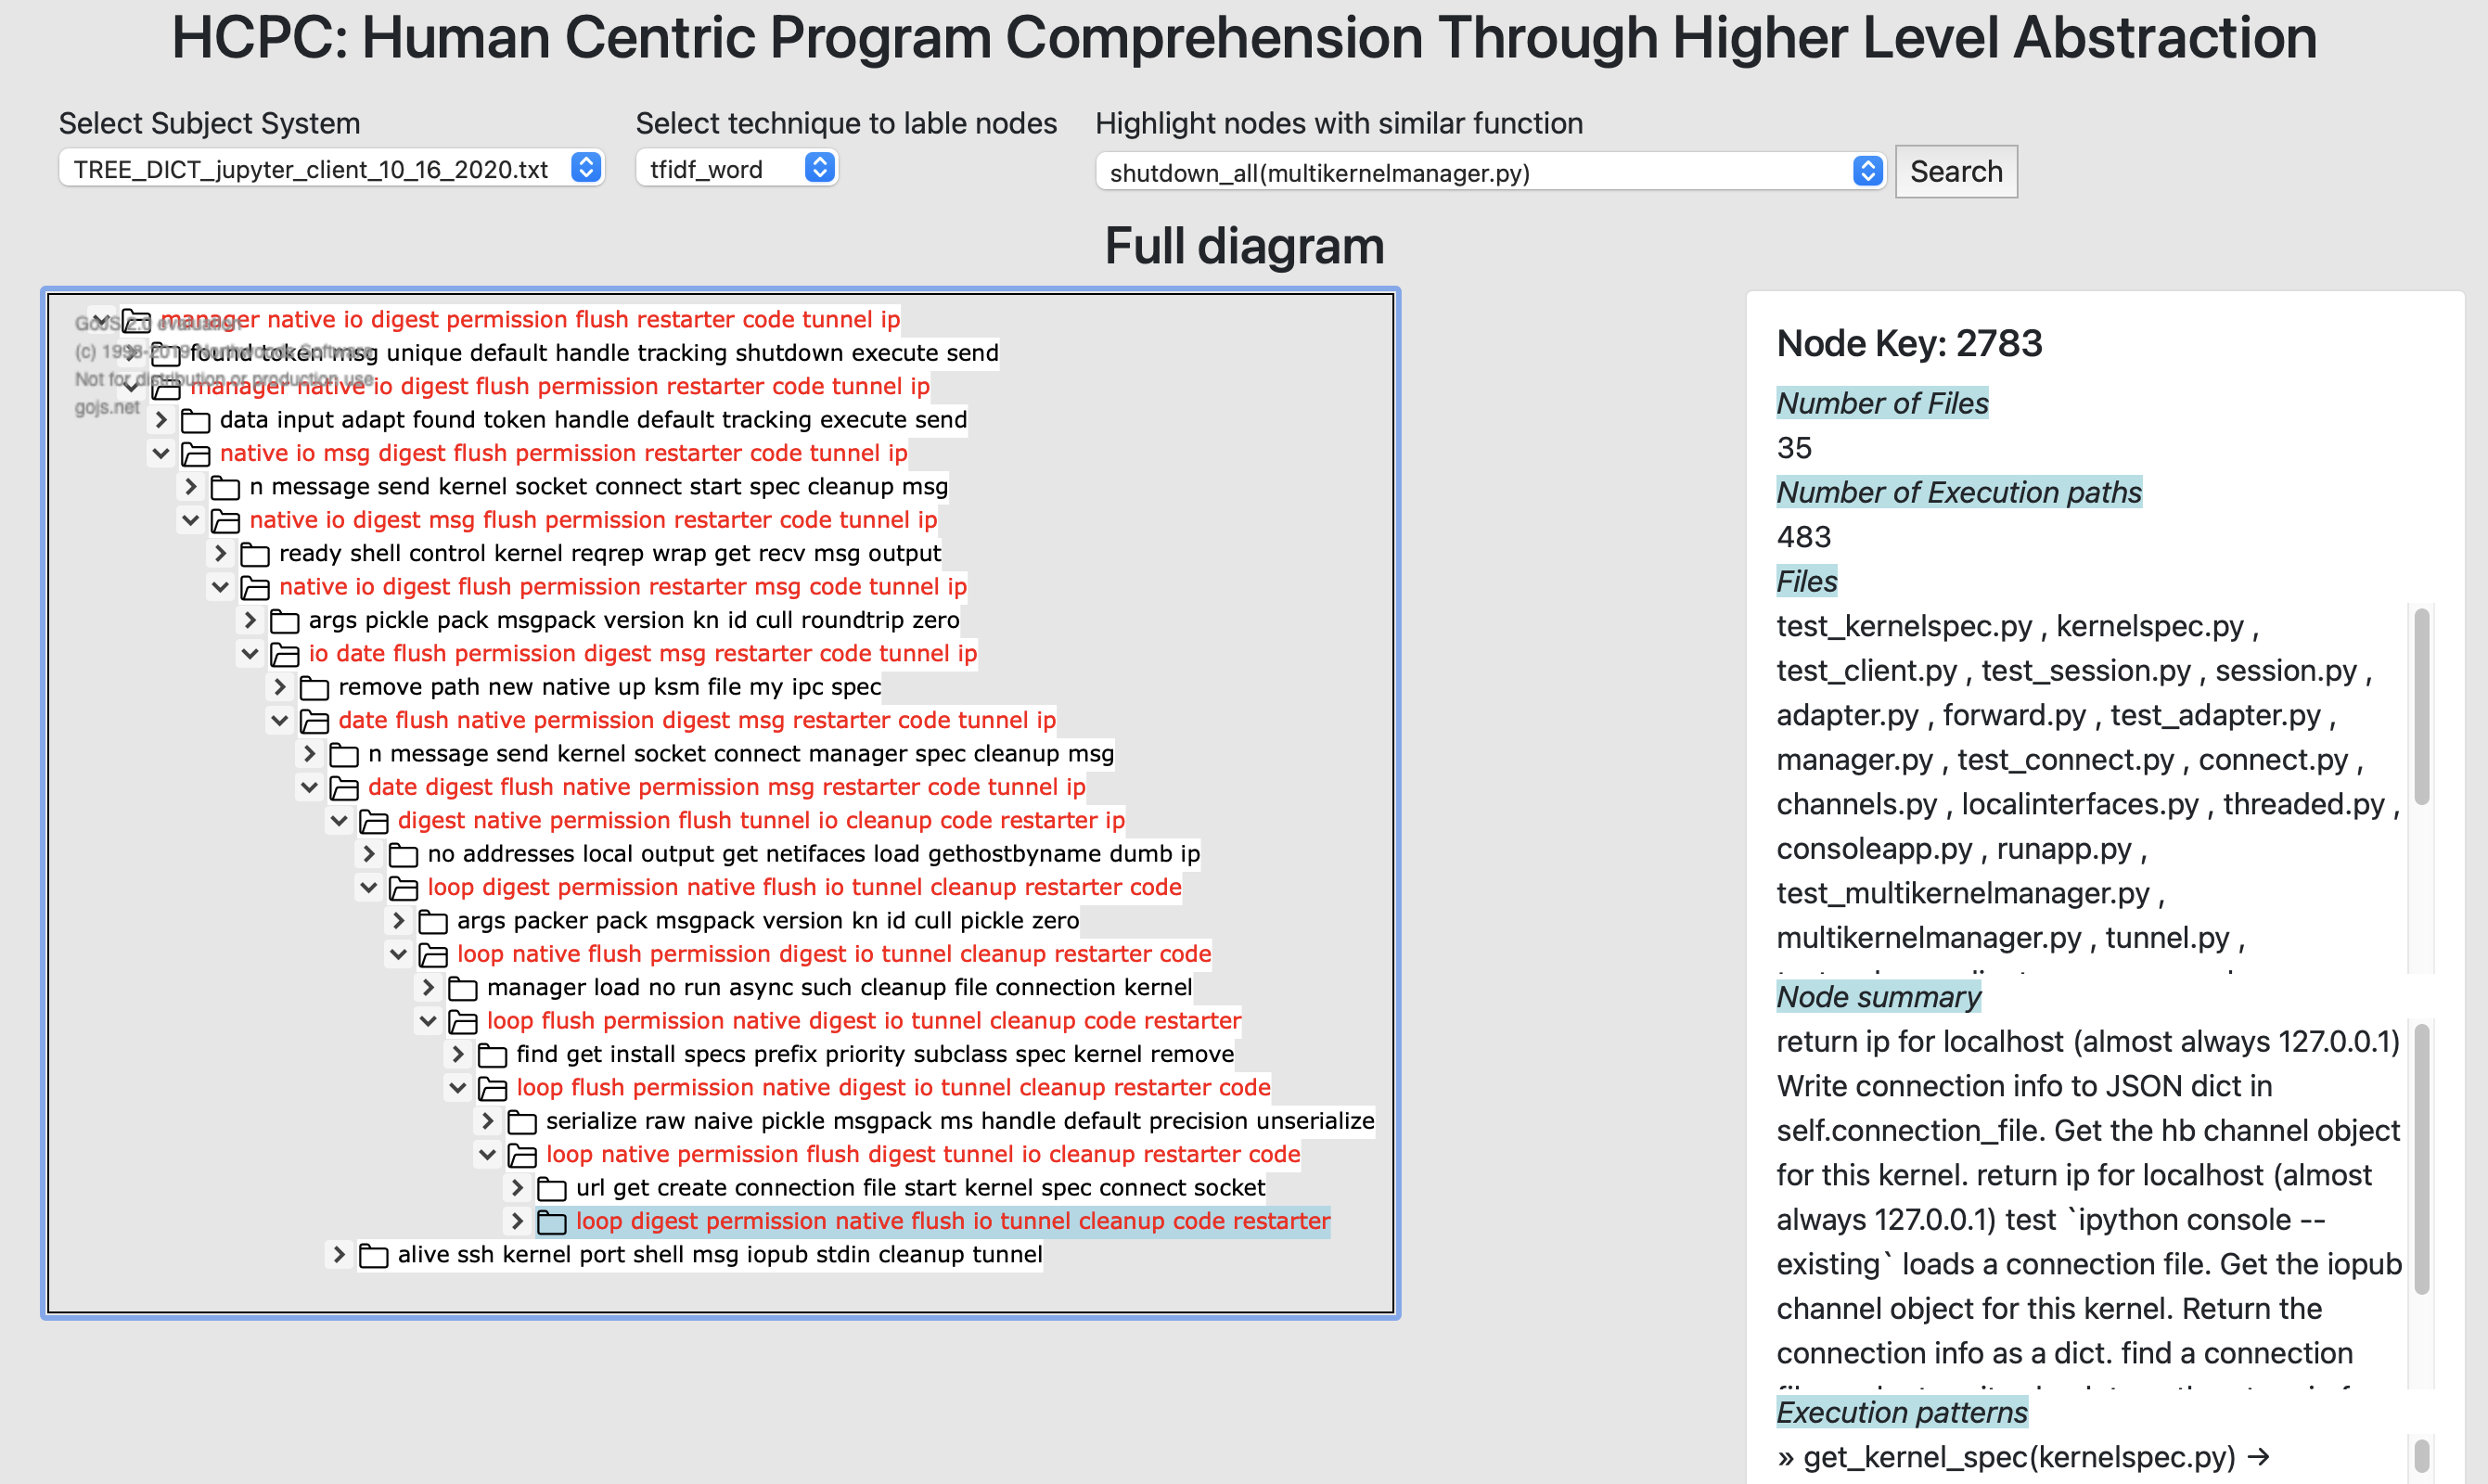 HCPC: Human Centric Program Comprehension Through Higher Level Abstraction
Select Subject System
Select technique to lable nodes
Highlight nodes with similar function
TREE_DICT_jupyter_client_10_16_2020.txt
tfidf_word
shutdown_all(multikernelmanager.py)
Search
Full diagram
GoJS 2.0 evaluation
(c) 1998-2019 Northwoods Software
Not for distribution or production use
gojs.net
manager native io digest permission flush restarter code tunnel ip
found token msg unique default handle tracking shutdown execute send
manager native io digest flush permission restarter code tunnel ip
data input adapt found token handle default tracking execute send
native io msg digest flush permission restarter code tunnel ip
n message send kernel socket connect start spec cleanup msg
native io digest msg flush permission restarter code tunnel ip
ready shell control kernel reqrep wrap get recv msg output
native io digest flush permission restarter msg code tunnel ip
args pickle pack msgpack version kn id cull roundtrip zero
io date flush permission digest msg restarter code tunnel ip
remove path new native up ksm file my ipc spec
date flush native permission digest msg restarter code tunnel ip
n message send kernel socket connect manager spec cleanup msg
date digest flush native permission msg restarter code tunnel ip
digest native permission flush tunnel io cleanup code restarter ip
no addresses local output get netifaces load gethostbyname dumb ip
loop digest permission native flush io tunnel cleanup restarter code
args packer pack msgpack version kn id cull pickle zero
loop native flush permission digest io tunnel cleanup restarter code
manager load no run async such cleanup file connection kernel
loop flush permission native digest io tunnel cleanup code restarter
find get install specs prefix priority subclass spec kernel remove
loop flush permission native digest io tunnel cleanup restarter code
serialize raw naive pickle msgpack ms handle default precision unserialize
loop native permission flush digest tunnel io cleanup restarter code
url get create connection file start kernel spec connect socket
loop digest permission native flush io tunnel cleanup code restarter
alive ssh kernel port shell msg iopub stdin cleanup tunnel
Node Key: 2783
Number of Files
35
Number of Execution paths
483
Files
test_kernelspec.py , kernelspec.py ,
test_client.py , test_session.py , session.py ,
adapter.py , forward.py , test_adapter.py ,
manager.py , test_connect.py , connect.py ,
channels.py , localinterfaces.py , threaded.py ,
consoleapp.py , runapp.py ,
test_multikernelmanager.py ,
multikernelmanager.py , tunnel.py ,
Node summary
return ip for localhost (almost always 127.0.0.1)
Write connection info to JSON dict in
self.connection_file. Get the hb channel object
for this kernel. return ip for localhost (almost
always 127.0.0.1) test `ipython console --
existing` loads a connection file. Get the iopub
channel object for this kernel. Return the
connection info as a dict. find a connection
Execution patterns
» get_kernel_spec(kernelspec.py) →